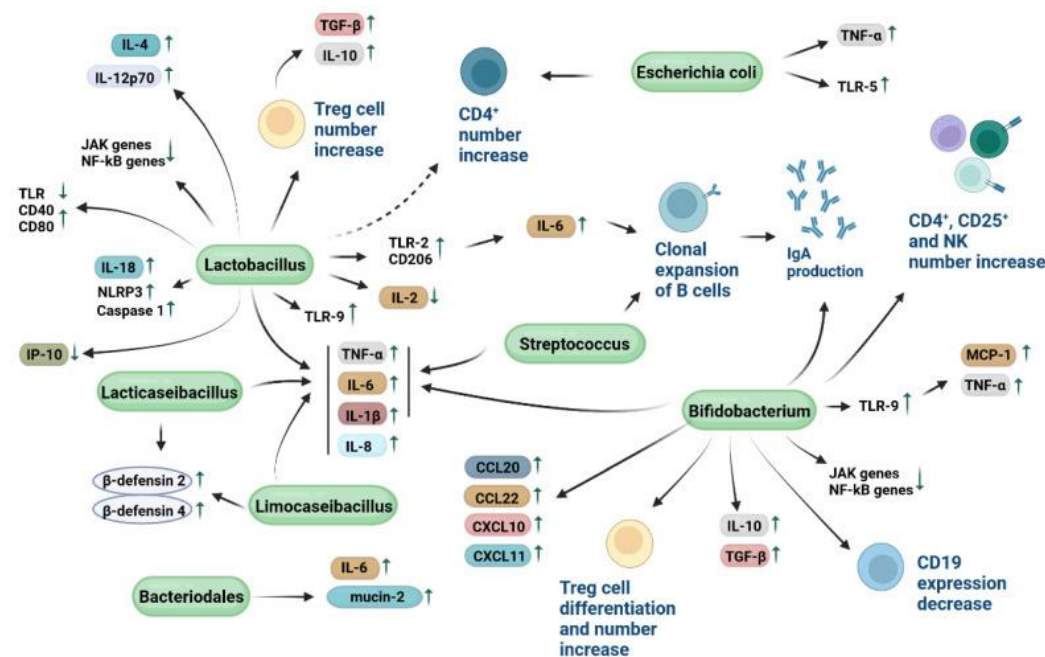 TGF-β ↑
IL-10 ↑
IL-4 ↑
IL-12p70 ↑
Treg cell
number
increase
CD4⁺
number
increase
Escherichia coli
TNF-α ↑
TLR-5 ↑
JAK genes
NF-kB genes ↓
TLR ↓
CD40
CD80 ↑
Lactobacillus
TLR-2
CD206 ↑
IL-6 ↑
Clonal
expansion
of B cells
IgA
production
CD4⁺, CD25⁺
and NK
number increase
IL-18 ↑
NLRP3 ↑
Caspase 1 ↑
IL-2 ↓
TLR-9 ↑
IP-10 ↓
Streptococcus
TNF-α ↑
IL-6 ↑
IL-1β ↑
IL-8 ↑
Lacticaseibacillus
Bifidobacterium
TLR-9 ↑
MCP-1 ↑
TNF-α ↑
β-defensin 2 ↑
β-defensin 4 ↑
Limocaseibacillus
CCL20 ↑
CCL22 ↑
CXCL10 ↑
CXCL11 ↑
JAK genes
NF-kB genes ↓
IL-10 ↑
TGF-β ↑
Treg cell
differentiation
and number
increase
CD19
expression
decrease
Bacteriodales
IL-6 ↑
mucin-2 ↑